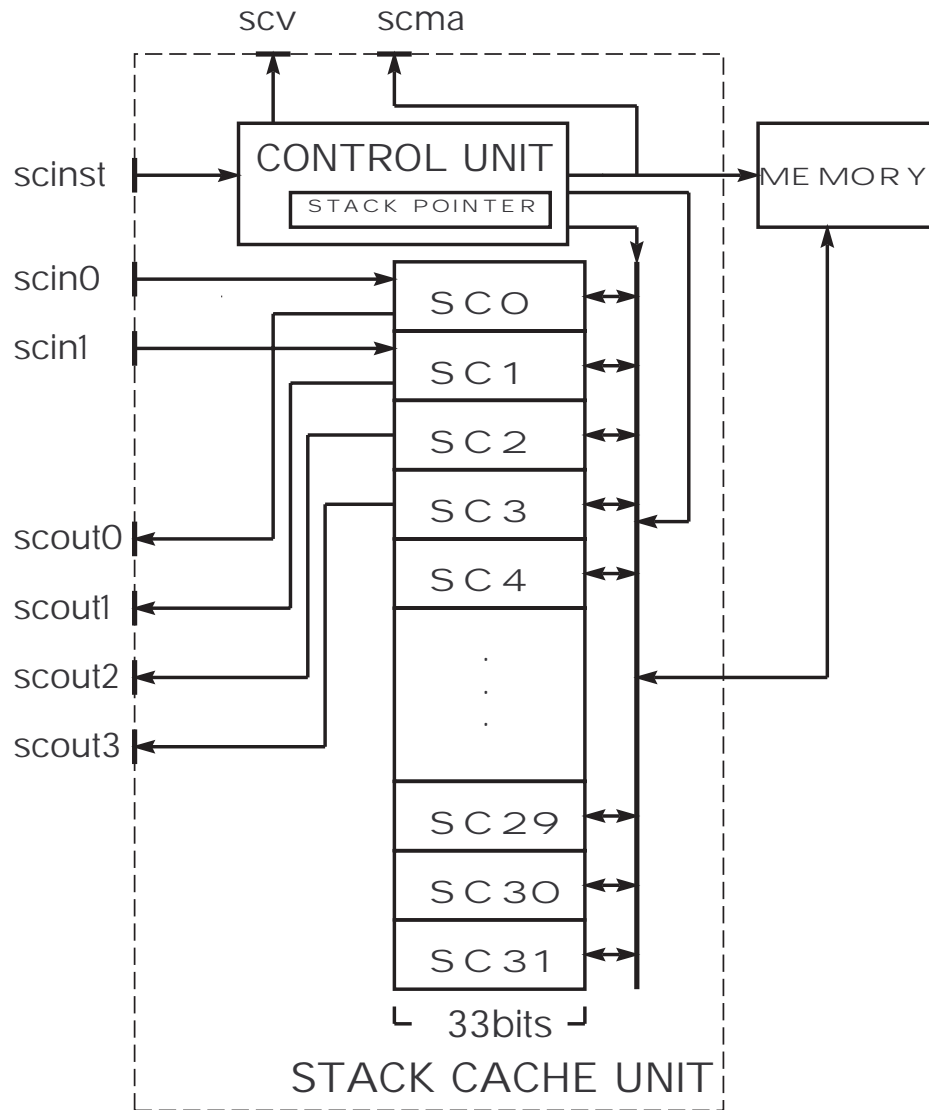 scv
scma
CONTROL UNIT
scinst
MEMORY
STACK POINTER
scin0
SC0
scin1
SC1
SC2
SC3
scout0
SC4
scout1
scout2
.
.
.
scout3
SC29
SC30
SC31
33bits
STACK CACHE UNIT